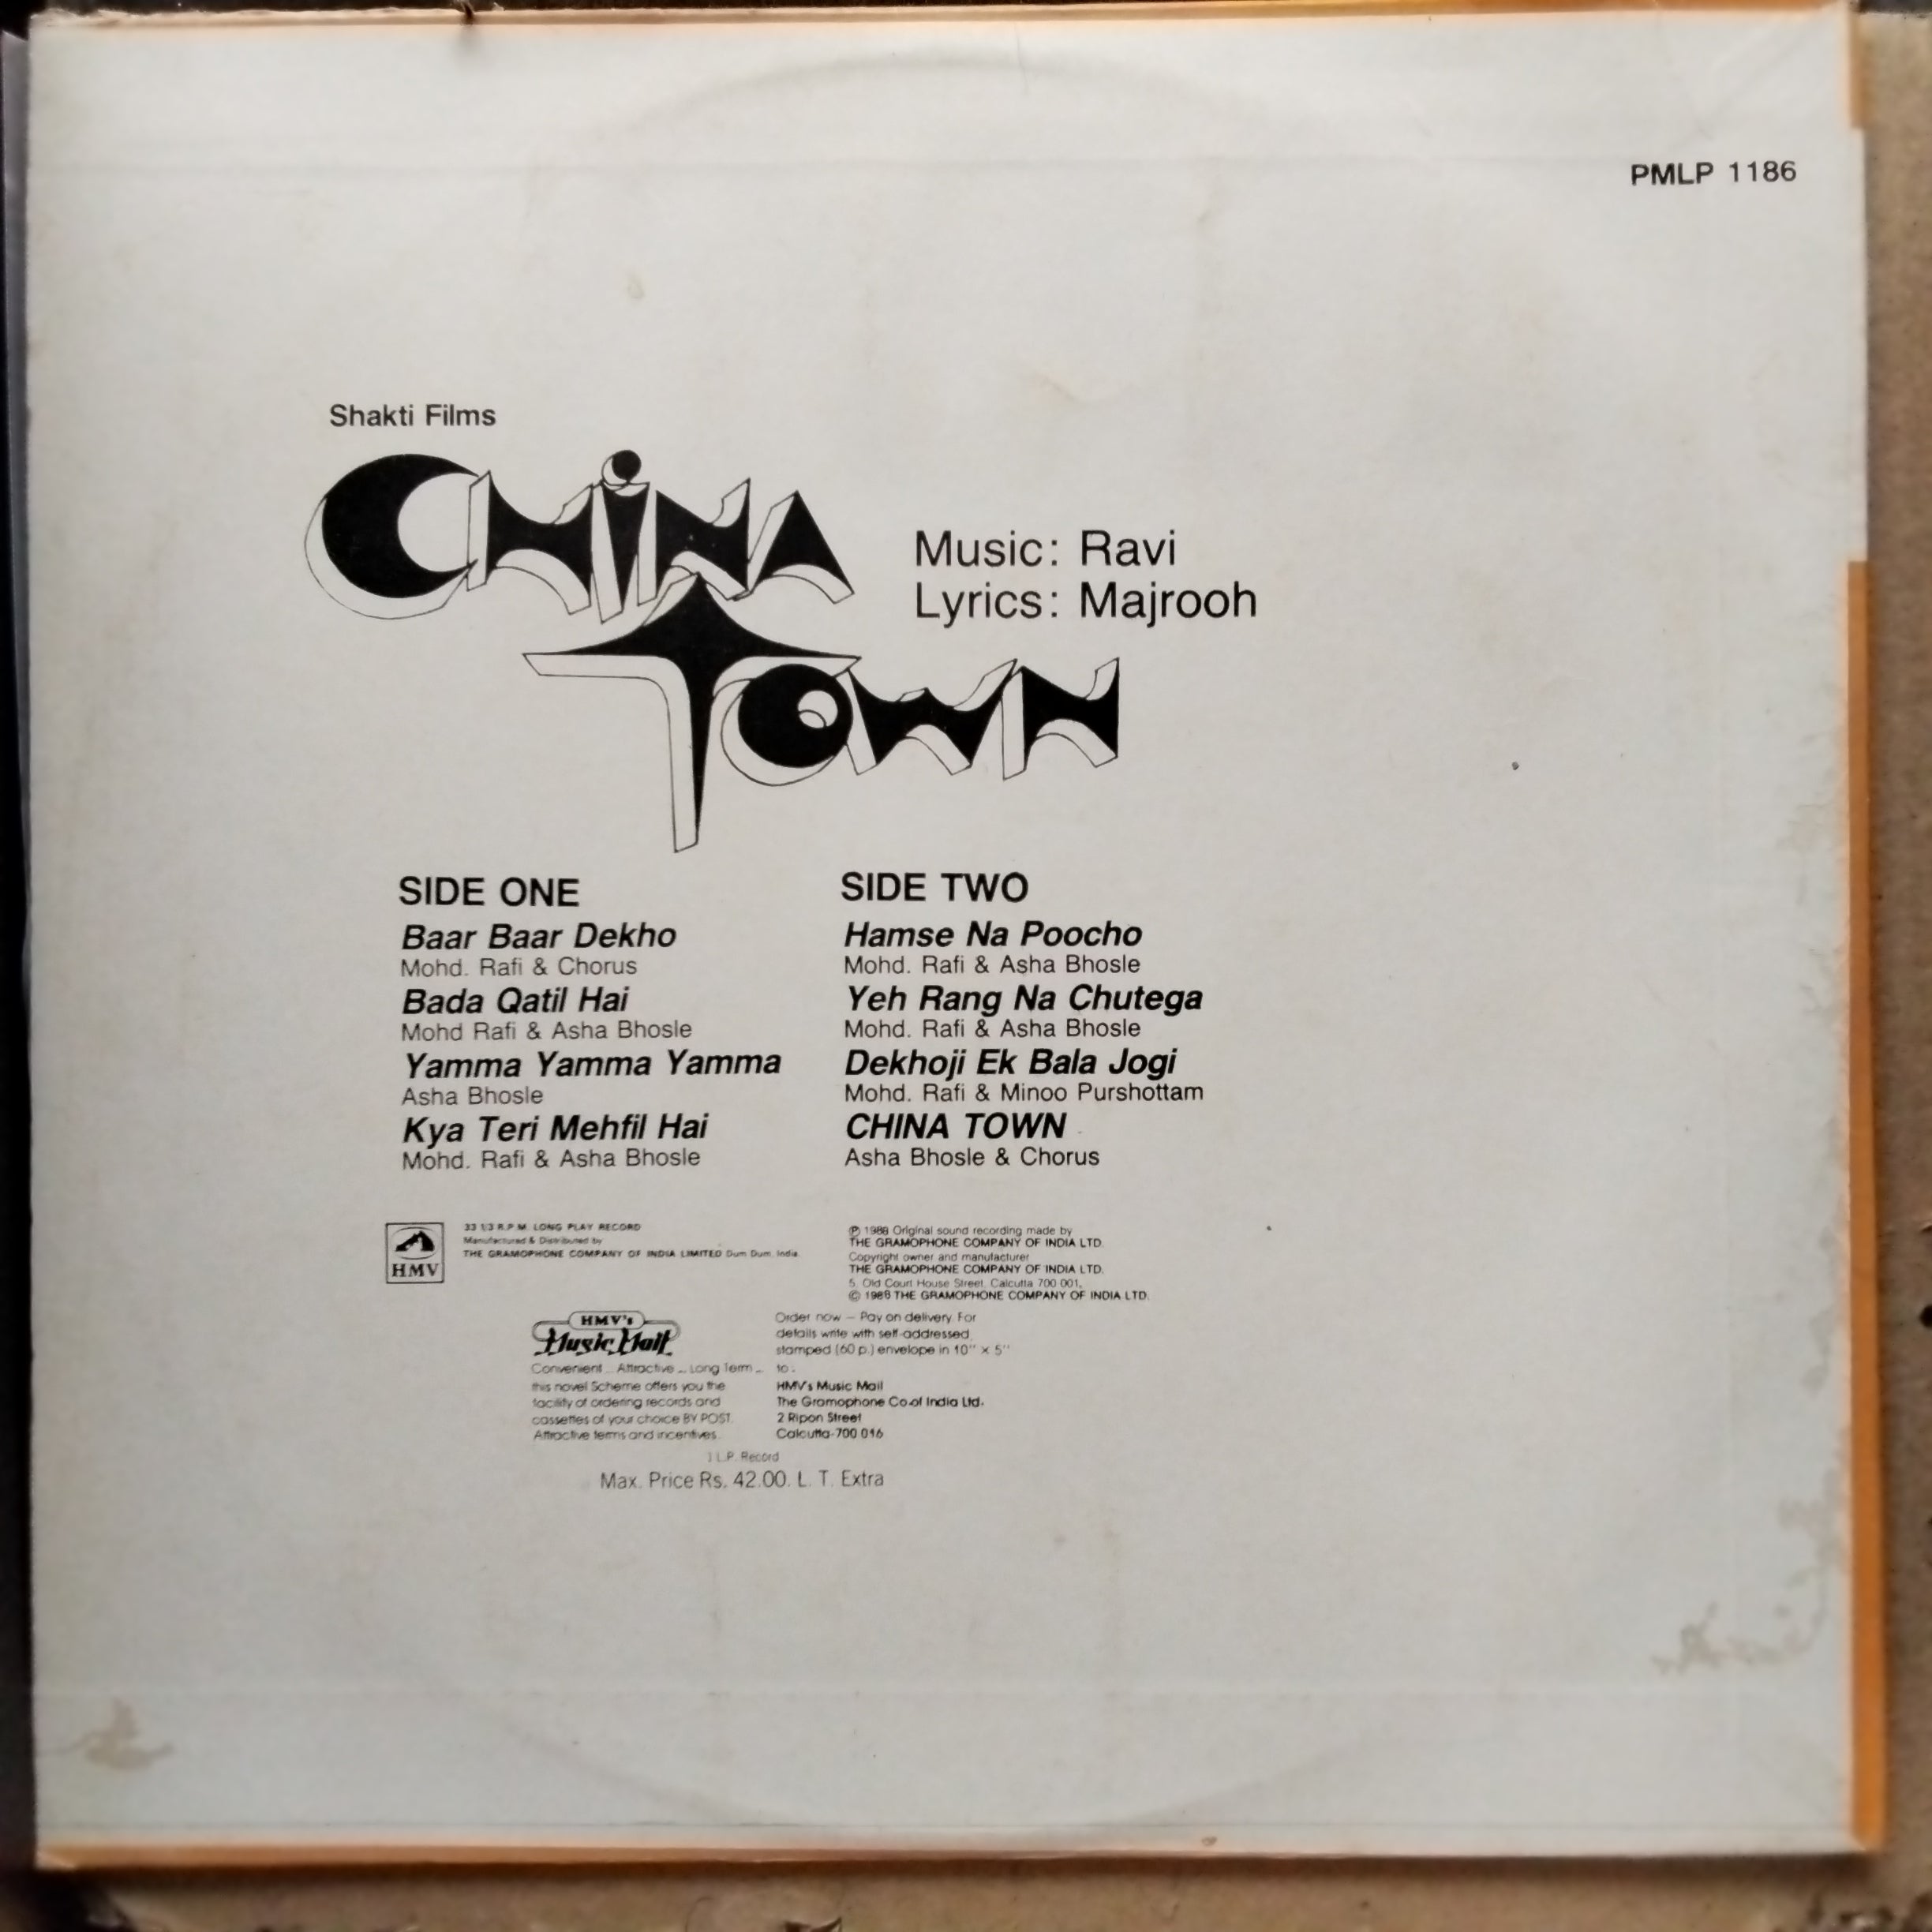 PMLP 1186
Shakti Films
CHiNA
TOWN
Music: Ravi
Lyrics: Majrooh
SIDE ONE
Baar Baar Dekho
Mohd. Rafi & Chorus
Bada Qatil Hai
Mohd Rafi & Asha Bhosle
Yamma Yamma Yamma
Asha Bhosle
Kya Teri Mehfil Hai
Mohd. Rafi & Asha Bhosle
SIDE TWO
Hamse Na Poocho
Mohd. Rafi & Asha Bhosle
Yeh Rang Na Chutega
Mohd. Rafi & Asha Bhosle
Dekhoji Ek Bala Jogi
Mohd. Rafi & Minoo Purshottam
CHINA TOWN
Asha Bhosle & Chorus
HMV
33 1/3 R.P.M. LONG PLAY RECORD
Manufactured & Distributed by
THE GRAMOPHONE COMPANY OF INDIA LIMITED Dum Dum. India.
Ⓟ 1988 Original sound recording made by
THE GRAMOPHONE COMPANY OF INDIA LTD.
Copyright owner and manufacturer
THE GRAMOPHONE COMPANY OF INDIA LTD.
5, Old Court House Street, Calcutta 700 001,
© 1988 THE GRAMOPHONE COMPANY OF INDIA LTD.
HMV's
Music Mail
Convenient... Attractive... Long Term...
this novel Scheme offers you the
facility of ordering records and
cassettes of your choice BY POST.
Attractive terms and incentives.
Order now – Pay on delivery. For
details write with self-addressed,
stamped (60 p.) envelope in 10" × 5"
to:-
HMV's Music Mail
The Gramophone Co.of India Ltd.
2 Ripon Street
Calcutta-700 016
1 L.P. Record
Max. Price Rs. 42.00. L. T. Extra